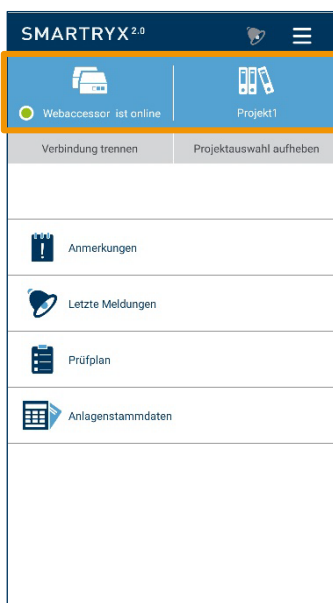 SMARTRYX 2.0
Webaccessor ist online
Projekt1
Verbindung trennen
Projektauswahl aufheben
Anmerkungen
Letzte Meldungen
Prüfplan
Anlagenstammdaten